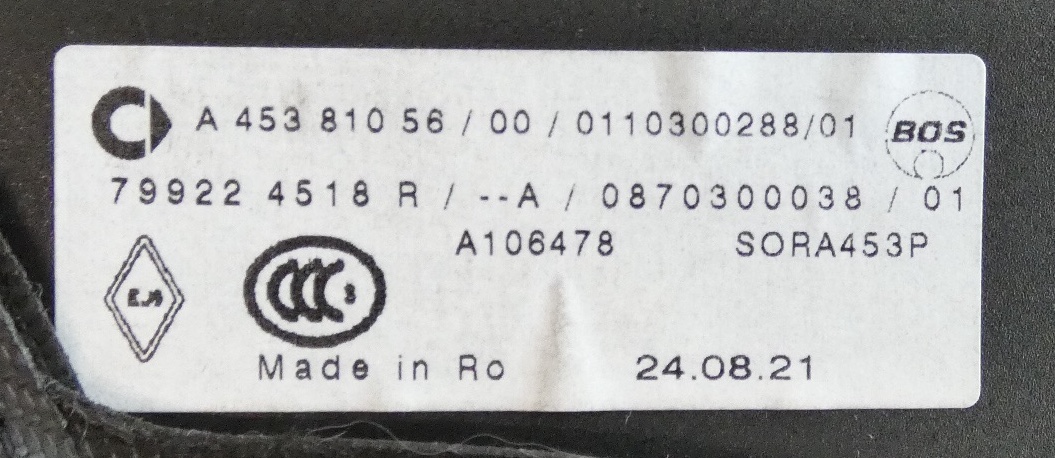 A 453 810 56 / 00 / 0110300288/01
BOS
79922 4518 R / --A / 0870300038 / 01
A106478 SORA453P
CCC S
Made in Ro 24.08.21